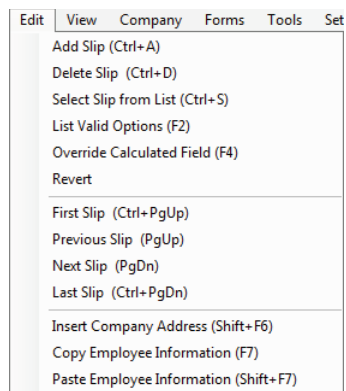 Edit View Company Forms Tools Set
Add Slip (Ctrl+A)
Delete Slip (Ctrl+D)
Select Slip from List (Ctrl+S)
List Valid Options (F2)
Override Calculated Field (F4)
Revert
First Slip (Ctrl+PgUp)
Previous Slip (PgUp)
Next Slip (PgDn)
Last Slip (Ctrl+PgDn)
Insert Company Address (Shift+F6)
Copy Employee Information (F7)
Paste Employee Information (Shift+F7)